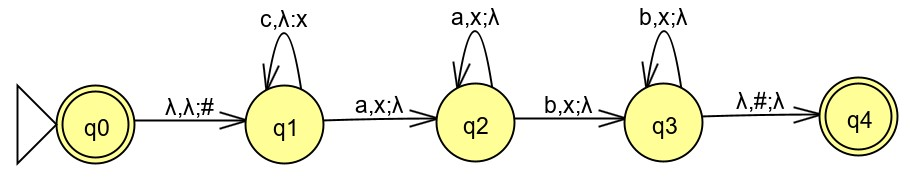 c,λ:x
a,x;λ
b,x;λ
λ,λ;#
a,x;λ
b,x;λ
λ,#;λ
q0
q1
q2
q3
q4